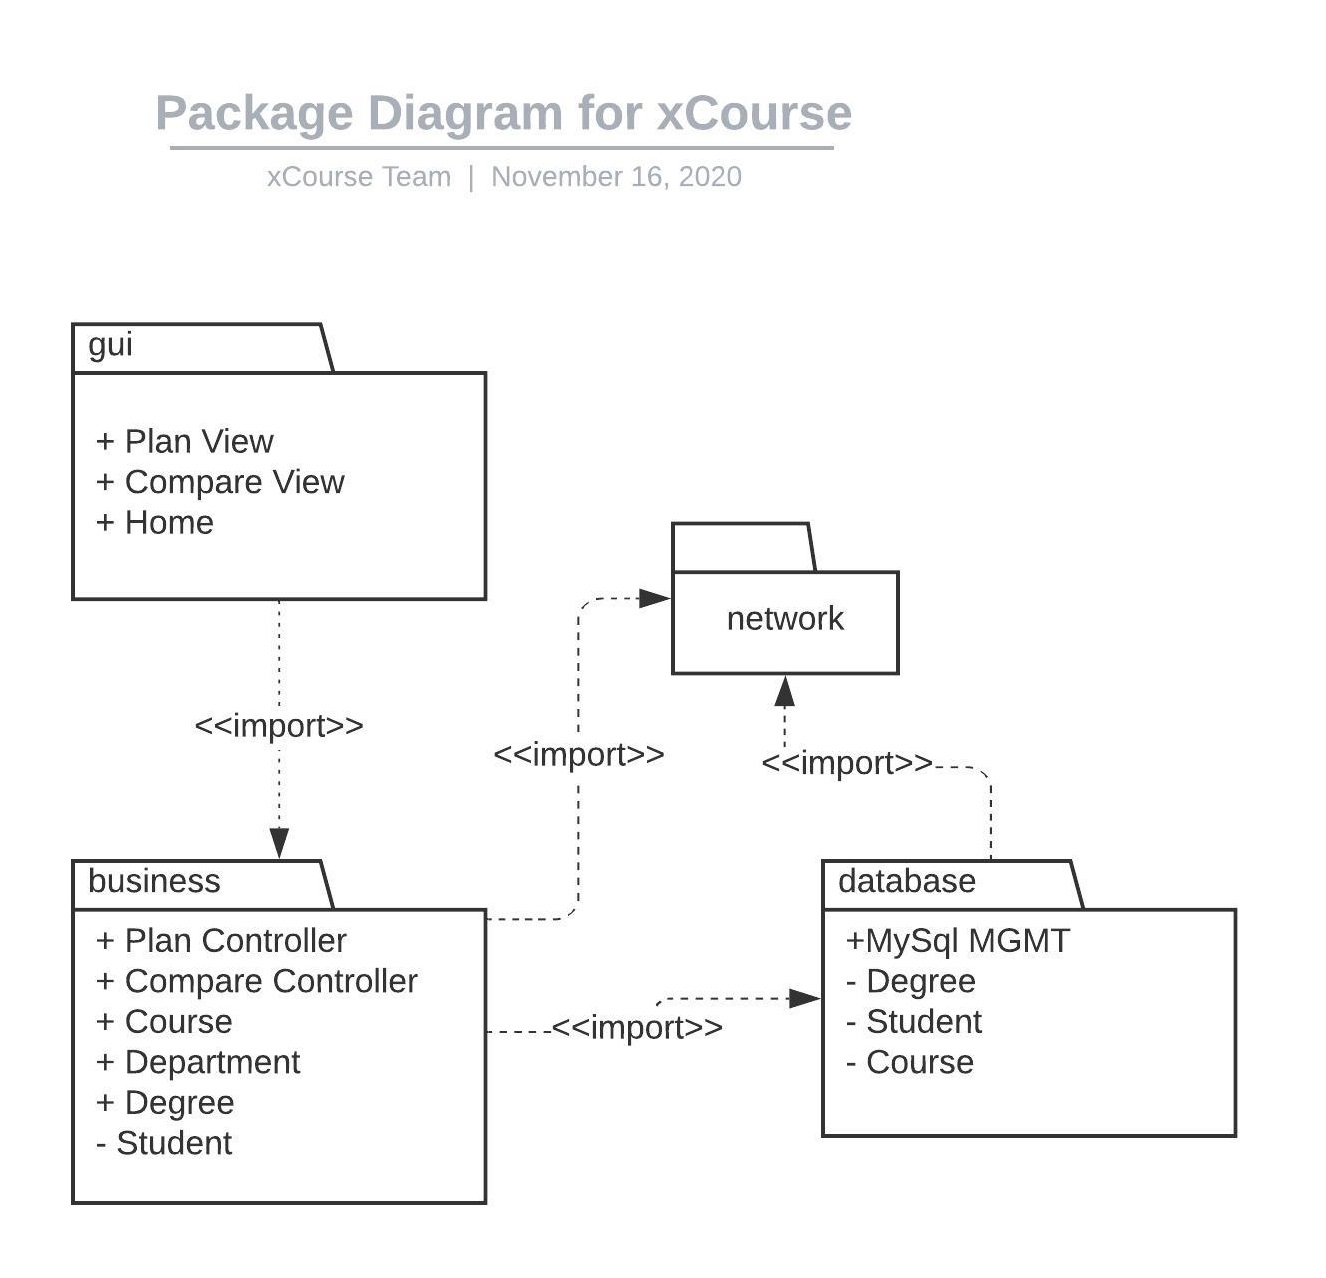 Package Diagram for xCourse
xCourse Team | November 16, 2020
gui
+ Plan View
+ Compare View
+ Home
network
<<import>>
<<import>>
<<import>>
business
+ Plan Controller
+ Compare Controller
+ Course
+ Department
+ Degree
- Student
<<import>>
database
+MySql MGMT
- Degree
- Student
- Course